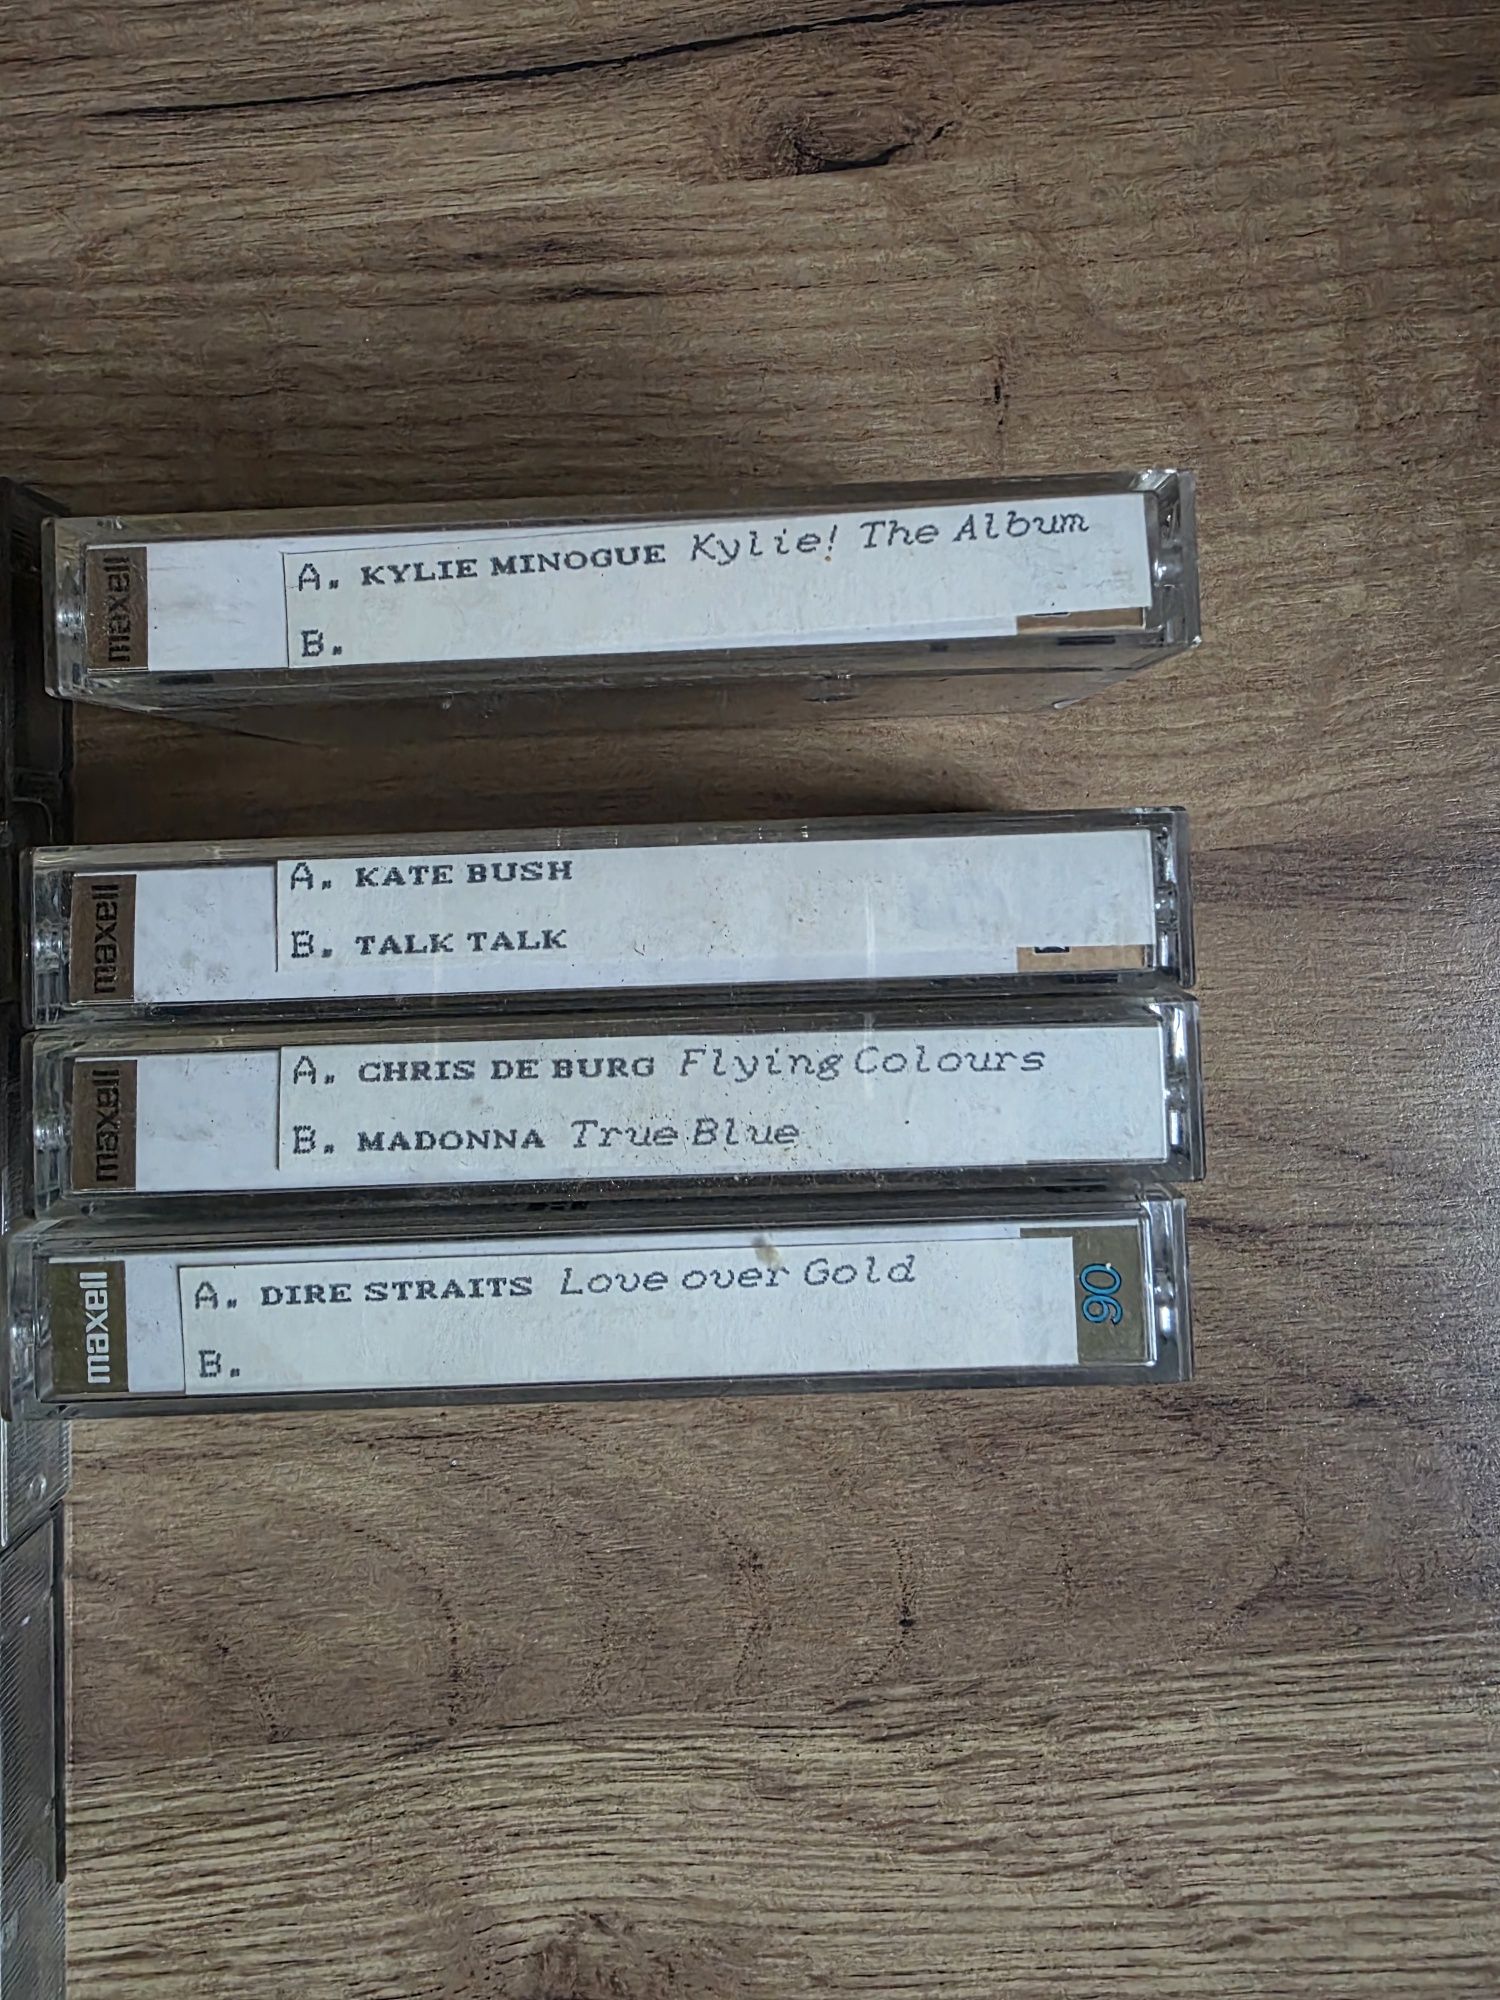 maxell
A. KYLIE MINOGUE Kylie! The Album
B.
maxell
A. KATE BUSH
B. TALK TALK
maxell
A. CHRIS DE BURG Flying Colours
B. MADONNA True Blue
maxell
A. DIRE STRAITS Love over Gold
B.
90